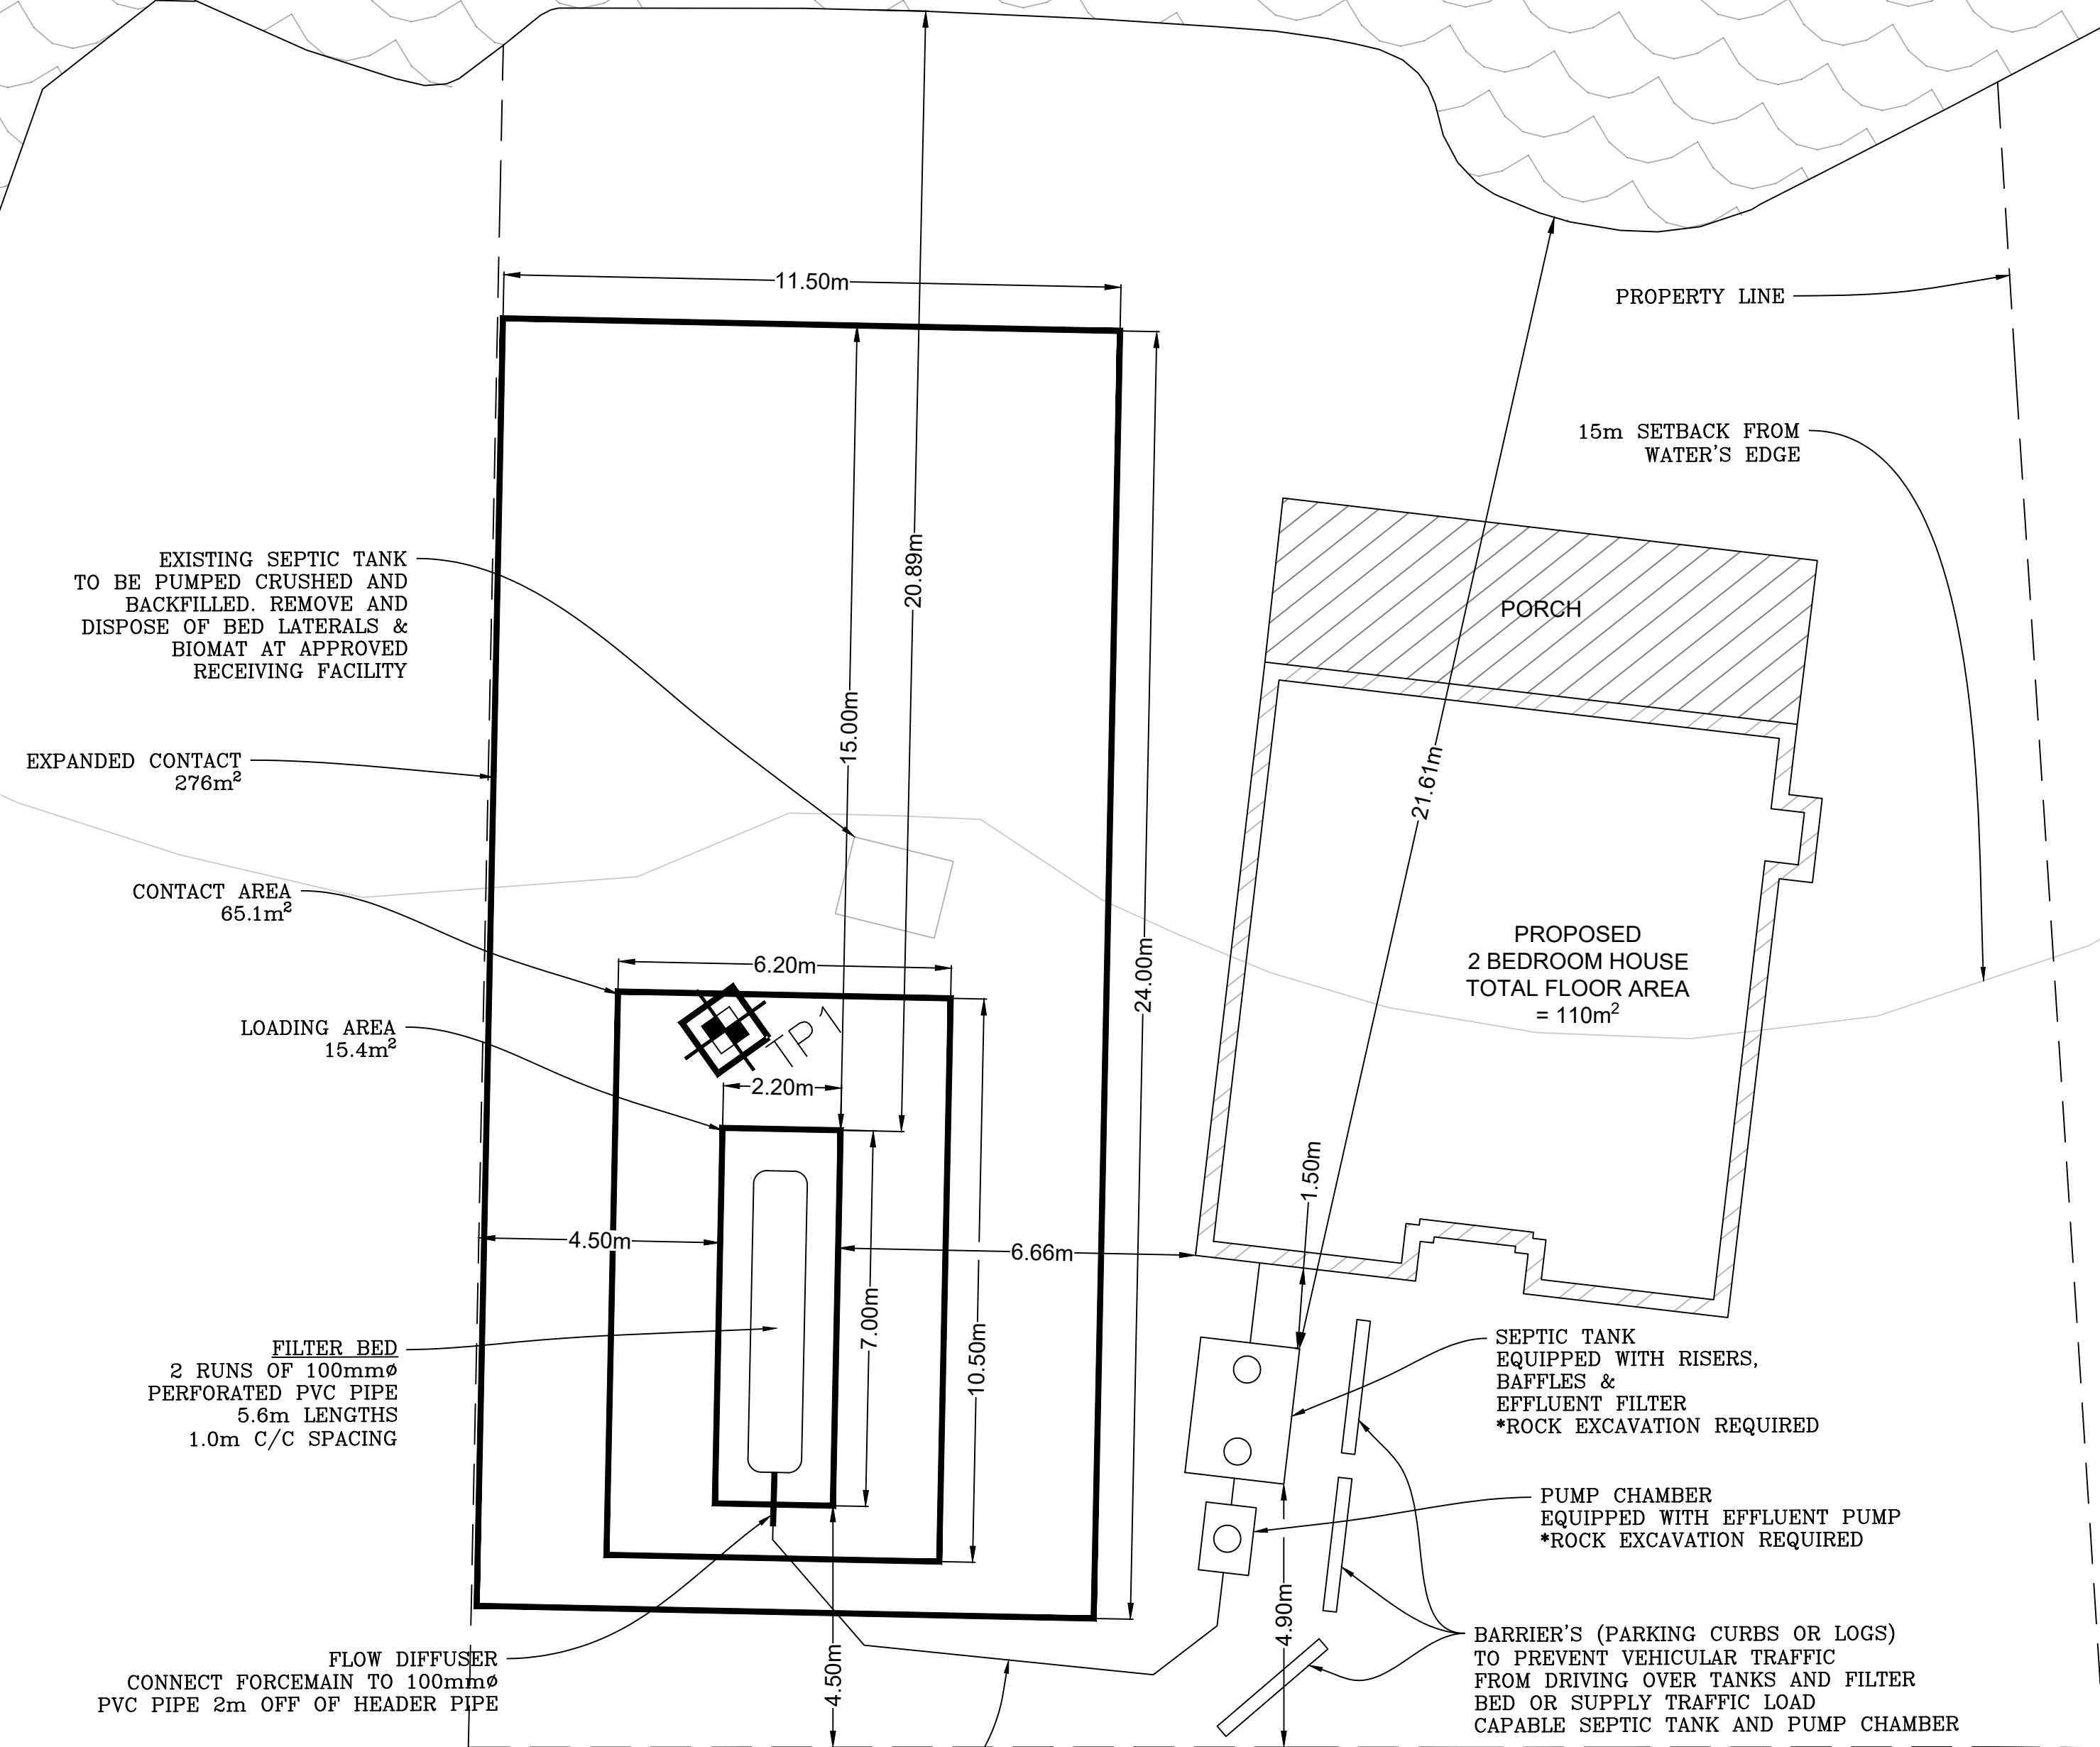 11.50m
PROPERTY LINE
15m SETBACK FROM
WATER'S EDGE
EXISTING SEPTIC TANK
TO BE PUMPED CRUSHED AND
BACKFILLED. REMOVE AND
DISPOSE OF BED LATERALS &
BIOMAT AT APPROVED
RECEIVING FACILITY
20.89m
15.00m
PORCH
21.61m
EXPANDED CONTACT
276m²
CONTACT AREA
65.1m²
6.20m
24.00m
PROPOSED
2 BEDROOM HOUSE
TOTAL FLOOR AREA
= 110m²
LOADING AREA
15.4m²
TP 1
2.20m
1.50m
4.50m
6.66m
7.00m
10.50m
FILTER BED
2 RUNS OF 100mmø
PERFORATED PVC PIPE
5.6m LENGTHS
1.0m C/C SPACING
SEPTIC TANK
EQUIPPED WITH RISERS,
BAFFLES &
EFFLUENT FILTER
*ROCK EXCAVATION REQUIRED
PUMP CHAMBER
EQUIPPED WITH EFFLUENT PUMP
*ROCK EXCAVATION REQUIRED
4.90m
4.50m
FLOW DIFFUSER
CONNECT FORCEMAIN TO 100mmø
PVC PIPE 2m OFF OF HEADER PIPE
BARRIER'S (PARKING CURBS OR LOGS)
TO PREVENT VEHICULAR TRAFFIC
FROM DRIVING OVER TANKS AND FILTER
BED OR SUPPLY TRAFFIC LOAD
CAPABLE SEPTIC TANK AND PUMP CHAMBER